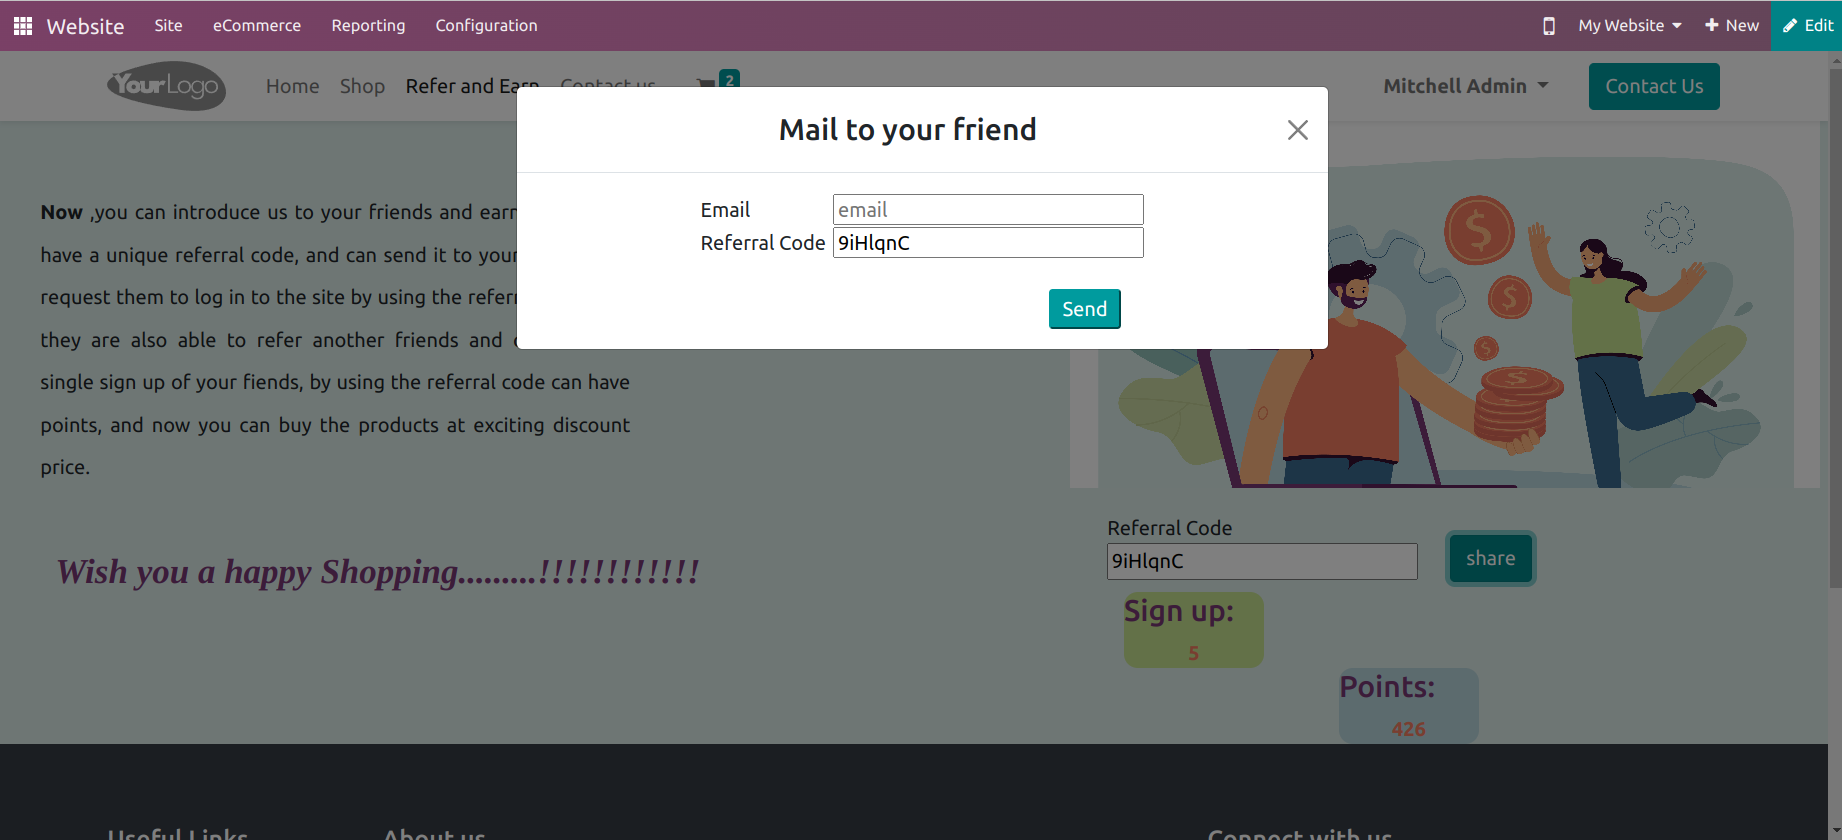 Website Site eCommerce Reporting Configuration My Website New Edit
YourLogo Home Shop Refer and Earn Contact us 2 Mitchell Admin Contact Us
Mail to your friend
Email email
Referral Code 9iHlqnC
Send
Now ,you can introduce us to your friends and earn
have a unique referral code, and can send it to your
request them to log in to the site by using the referr
they are also able to refer another friends and
single sign up of your fiends, by using the referral code can have
points, and now you can buy the products at exciting discount
price.
Wish you a happy Shopping.........!!!!!!!!!!!!
Referral Code
9iHlqnC share
Sign up:
5
Points:
426
Useful Links About us Connect with us